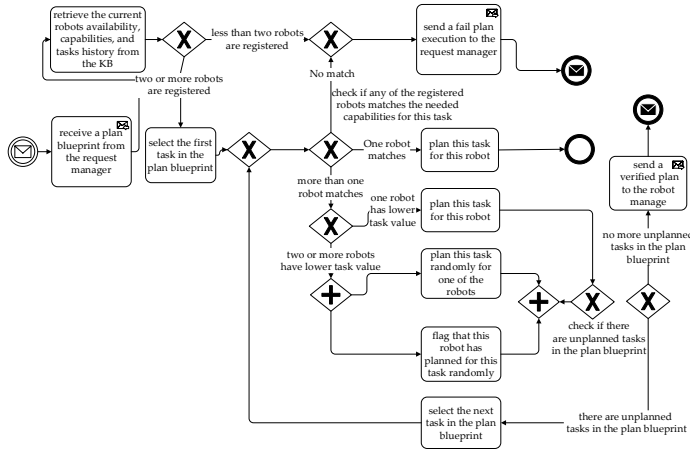 retrieve the current
robots availability,
capabilities, and
tasks history from
the KB
less than two robots
are registered
send a fail plan
execution to the
request manager
two or more robots
are registered
No match
check if any of the registered
robots matches the needed
capabilities for this task
receive a plan
blueprint from
the request
manager
select the first
task in the
plan blueprint
One robot
matches
plan this task
for this robot
send a
verified plan
to the robot
manage
more than one
robot matches
one robot
has lower
task value
plan this task
for this robot
no more unplanned
tasks in the plan
blueprint
two or more robots
have lower task value
plan this task
randomly for
one of the
robots
check if there
are unplanned tasks
in the plan blueprint
flag that this
robot has
planned for this
task randomly
select the next
task in the plan
blueprint
there are unplanned
tasks in the plan blueprint